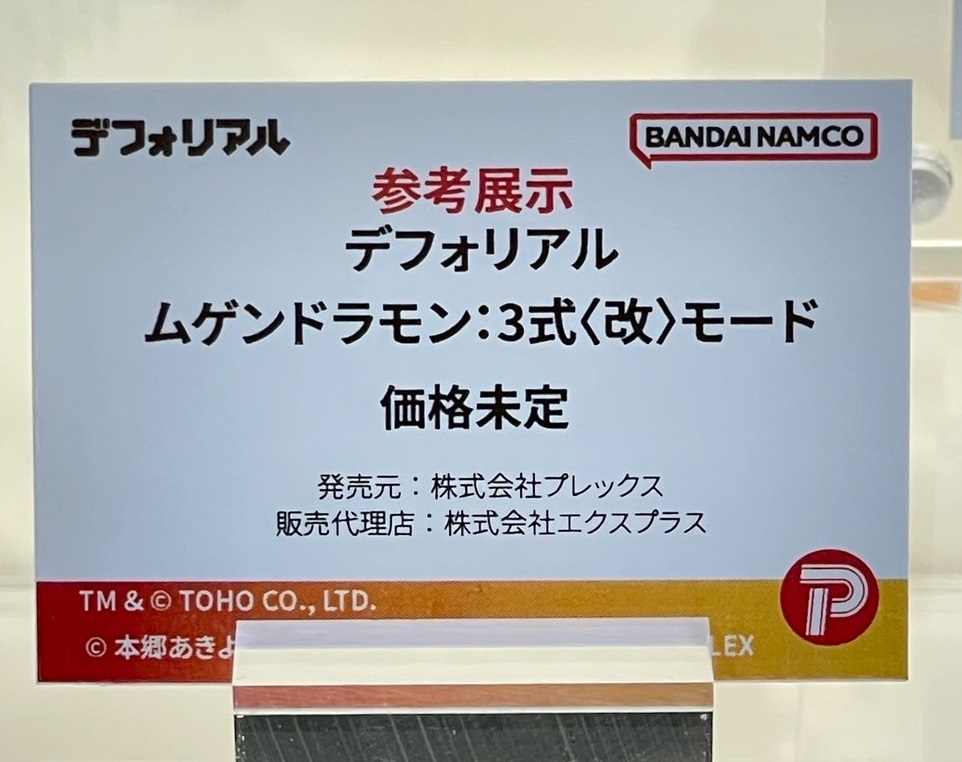 デフォリアル
BANDAI NAMCO
参考展示
デフォリアル
ムゲンドラモン:3式〈改〉モード
価格未定
発売元:株式会社プレックス
販売代理店:株式会社エクスプラス
TM & © TOHO CO., LTD.
© 本郷あきよ